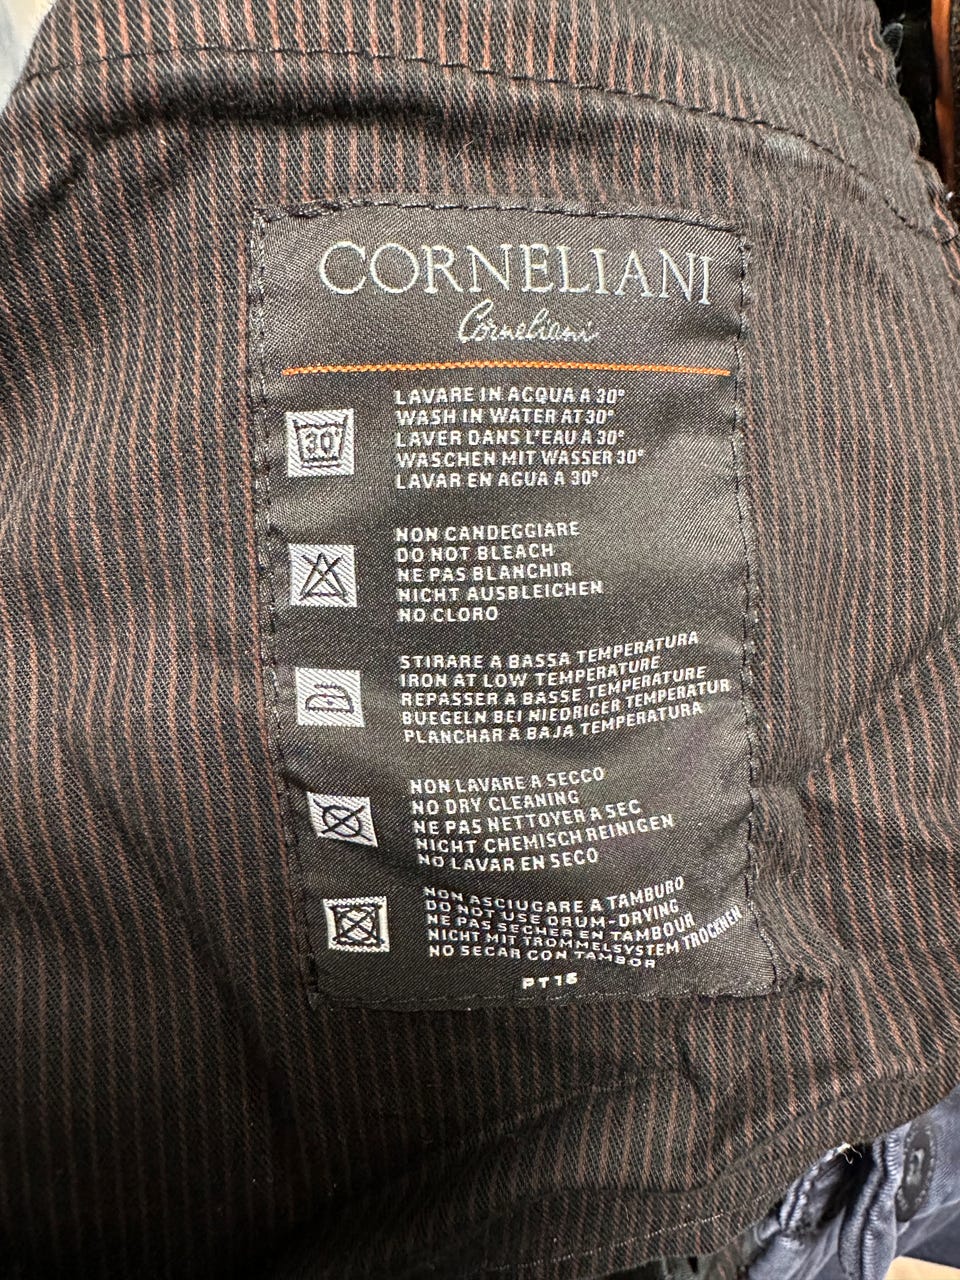 CORNELIANI
Corneliani
30°
LAVARE IN ACQUA A 30°
WASH IN WATER AT 30°
LAVER DANS L'EAU A 30°
WASCHEN MIT WASSER 30°
LAVAR EN AGUA A 30°
NON CANDEGGIARE
DO NOT BLEACH
NE PAS BLANCHIR
NICHT AUSBLEICHEN
NO CLORO
STIRARE A BASSA TEMPERATURA
IRON AT LOW TEMPERATURE
REPASSER A BASSE TEMPERATURE
BUEGELN BEI NIEDRIGER TEMPERATUR
PLANCHAR A BAJA TEMPERATURA
NON LAVARE A SECCO
NO DRY CLEANING
NE PAS NETTOYER A SEC
NICHT CHEMISCH REINIGEN
NO LAVAR EN SECO
NON ASCIUGARE A TAMBURO
DO NOT USE DRUM-DRYING
NE PAS SECHER EN TAMBOUR
NICHT MIT TROMMELSYSTEM TROCKNEN
NO SECAR CON TAMBOR
PT15